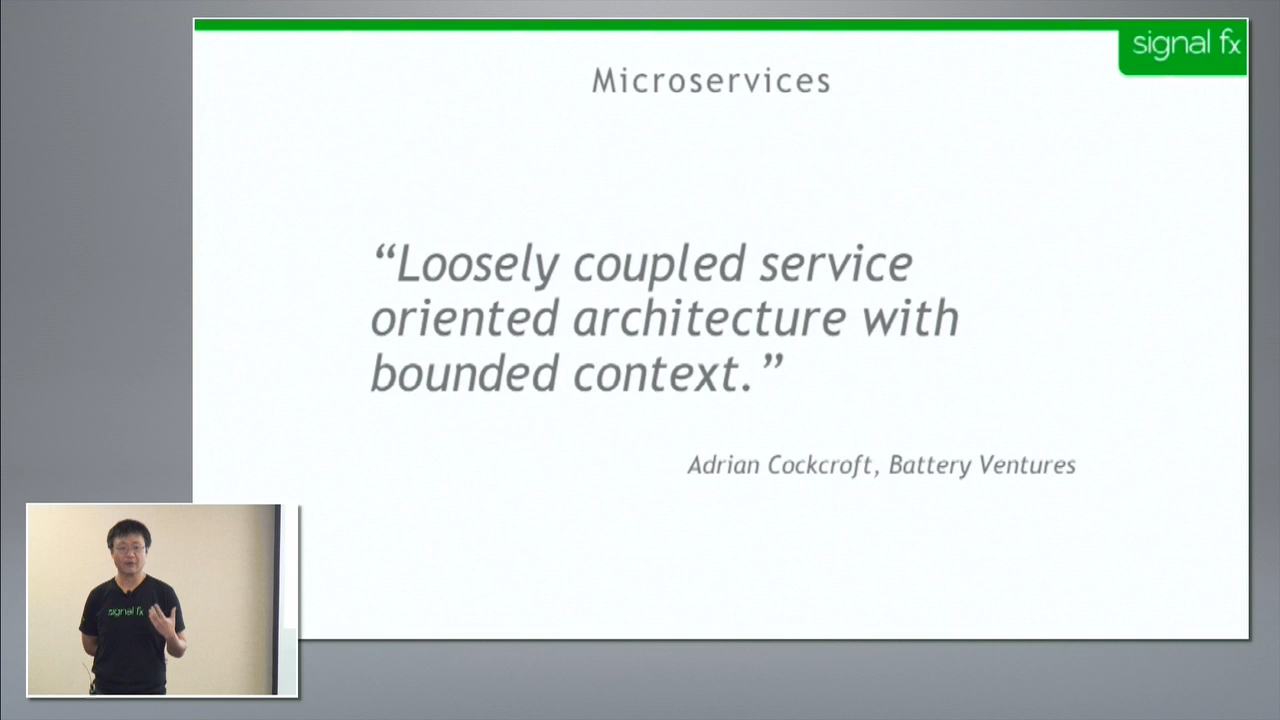 signal fx
Microservices
“Loosely coupled service
oriented architecture with
bounded context.”
Adrian Cockcroft, Battery Ventures
signal fx